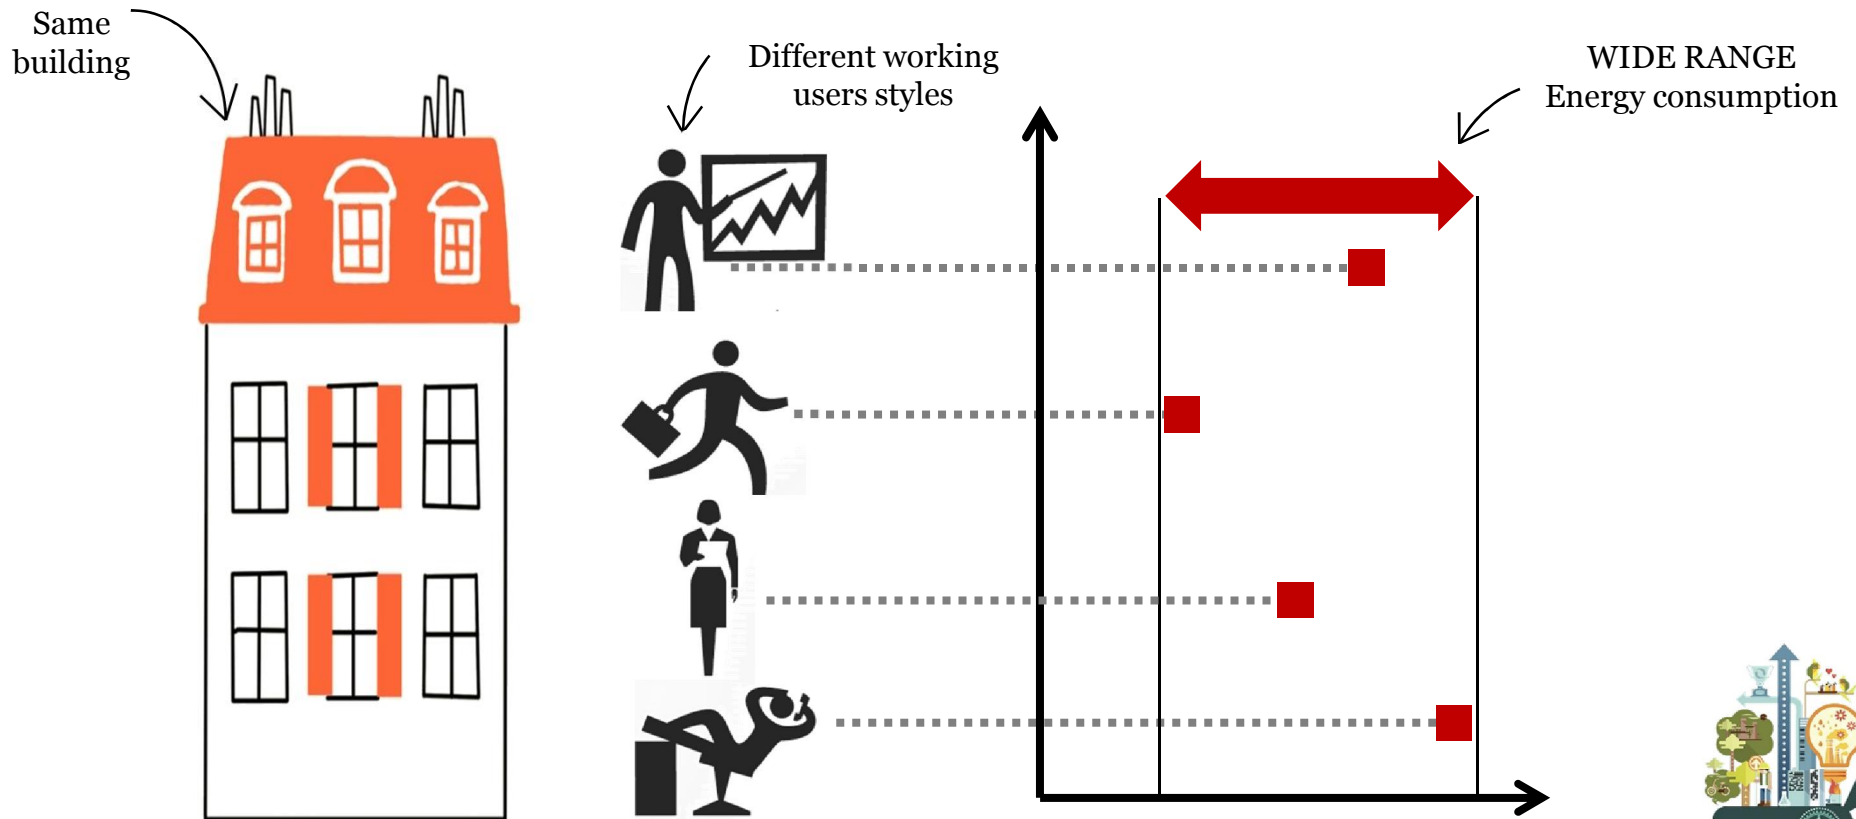 Same
building
Different working
users styles
WIDE RANGE
Energy consumption